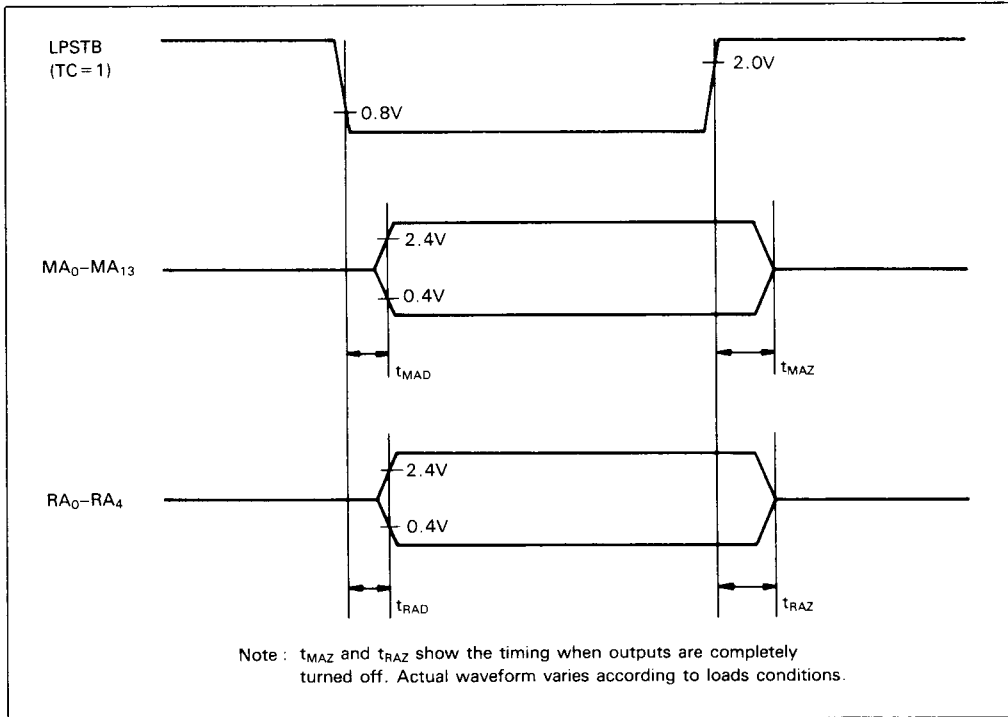 LPSTB
(TC=1)
0.8V
2.0V
MA₀–MA₁₃
2.4V
0.4V
tMAD
tMAZ
RA₀–RA₄
2.4V
0.4V
tRAD
tRAZ
Note : tMAZ and tRAZ show the timing when outputs are completely
turned off. Actual waveform varies according to loads conditions.